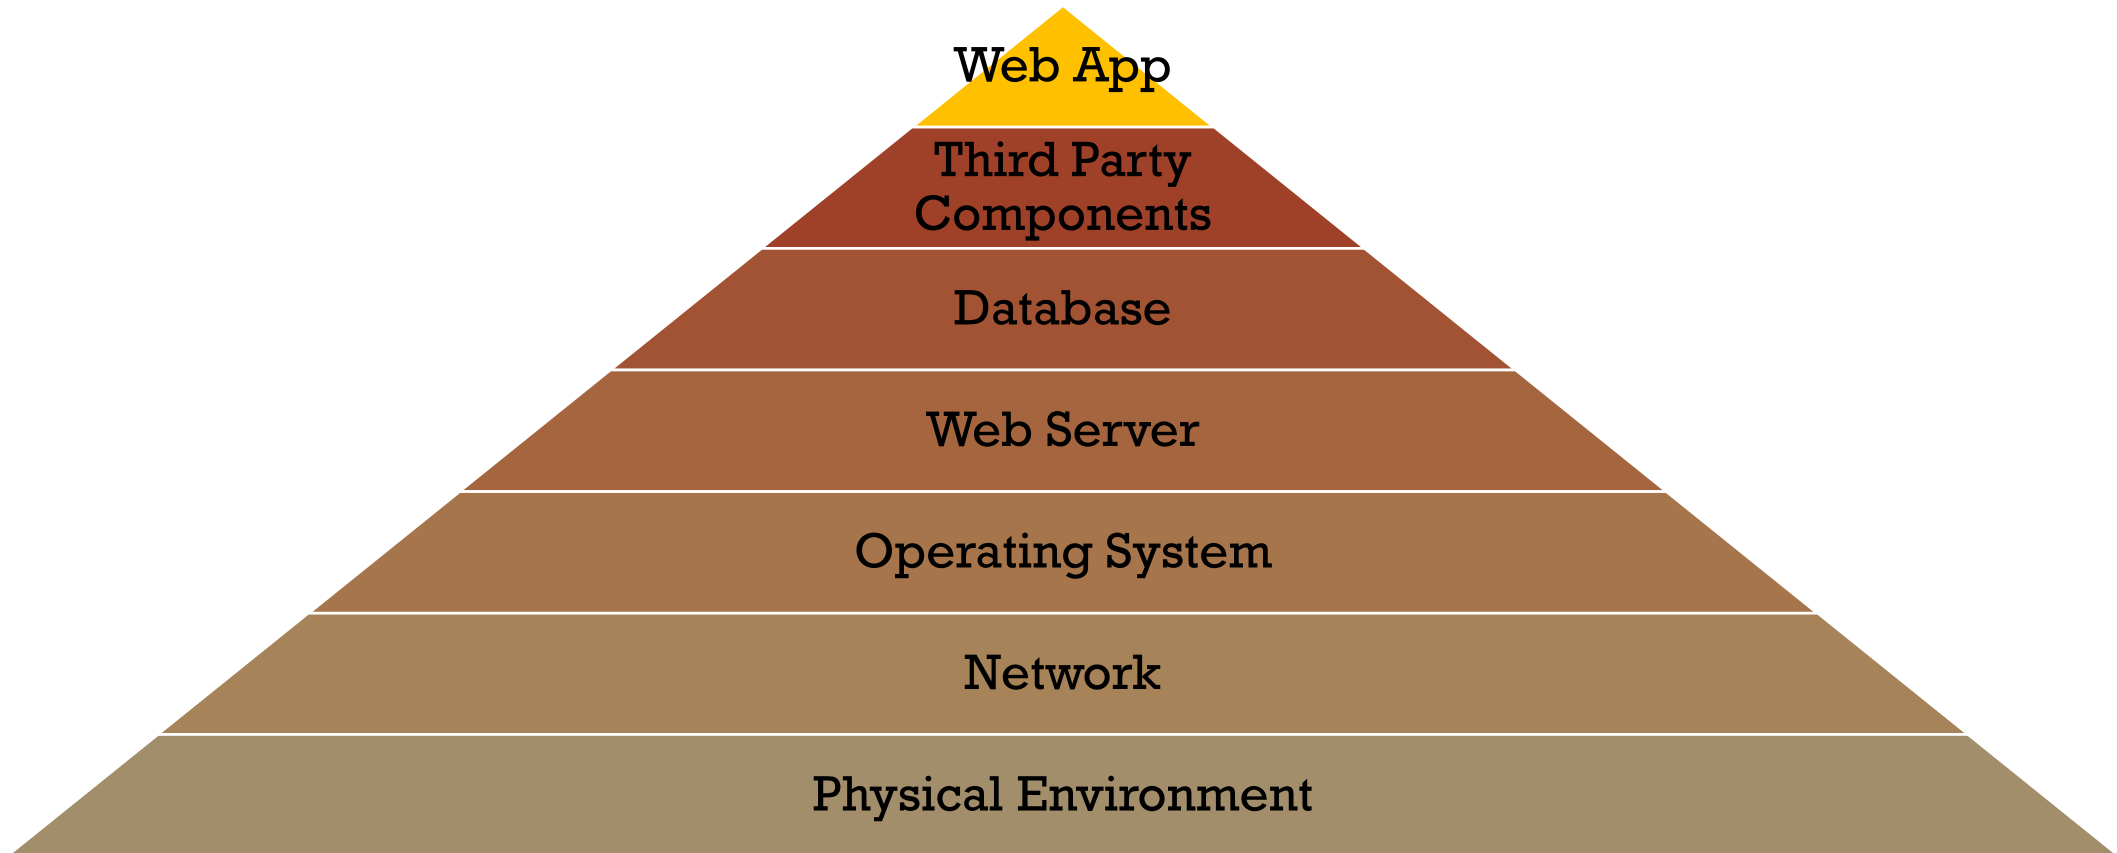 Web App
Third Party
Components
Database
Web Server
Operating System
Network
Physical Environment